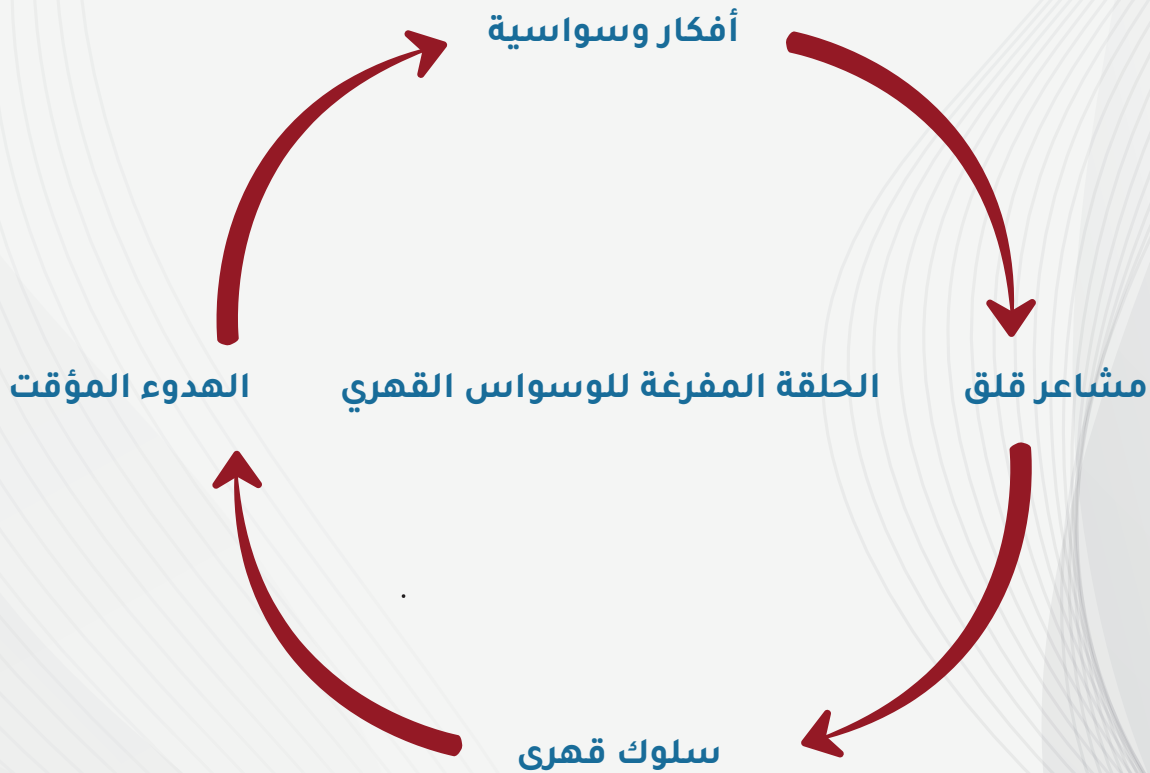 أفكار وسواسية
مشاعر قلق
الحلقة المفرغة للوسواس القهري
الهدوء المؤقت
سلوك قهري